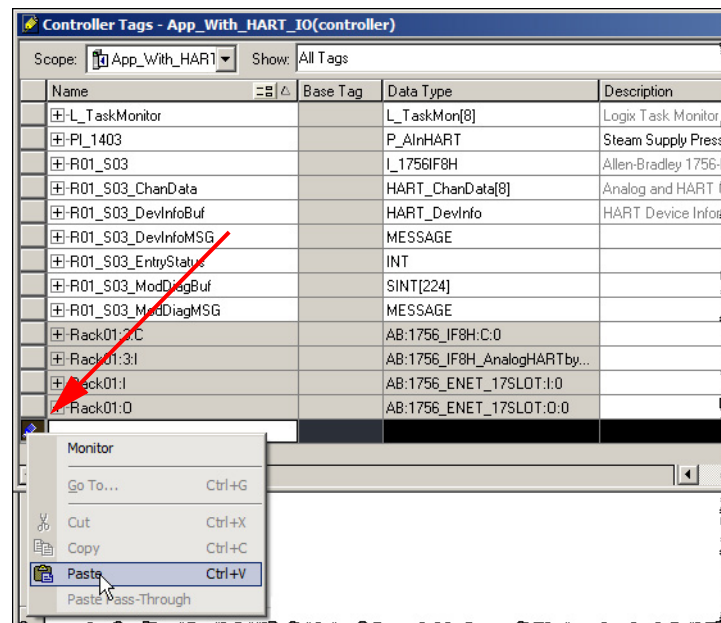 Controller Tags - App_With_HART_IO(controller)
Scope: App_With_HART Show: All Tags
Name Base Tag Data Type Description
L_TaskMonitor L_TaskMon[8] Logix Task Monitor
PI_1403 P_AInHART Steam Supply Press
R01_S03 I_1756IF8H Allen-Bradley 1756-
R01_S03_ChanData HART_ChanData[8] Analog and HART
R01_S03_DevInfoBuf HART_DevInfo HART Device Infor
R01_S03_DevInfoMSG MESSAGE
R01_S03_EntryStatus INT
R01_S03_ModDiagBuf SINT[224]
R01_S03_ModDiagMSG MESSAGE
Rack01:3:C AB:1756_IF8H:C:0
Rack01:3:I AB:1756_IF8H_AnalogHARTby...
Rack01:I AB:1756_ENET_17SLOT:I:0
Rack01:O AB:1756_ENET_17SLOT:O:0
Monitor
Go To... Ctrl+G
Cut Ctrl+X
Copy Ctrl+C
Paste Ctrl+V
Paste Pass-Through